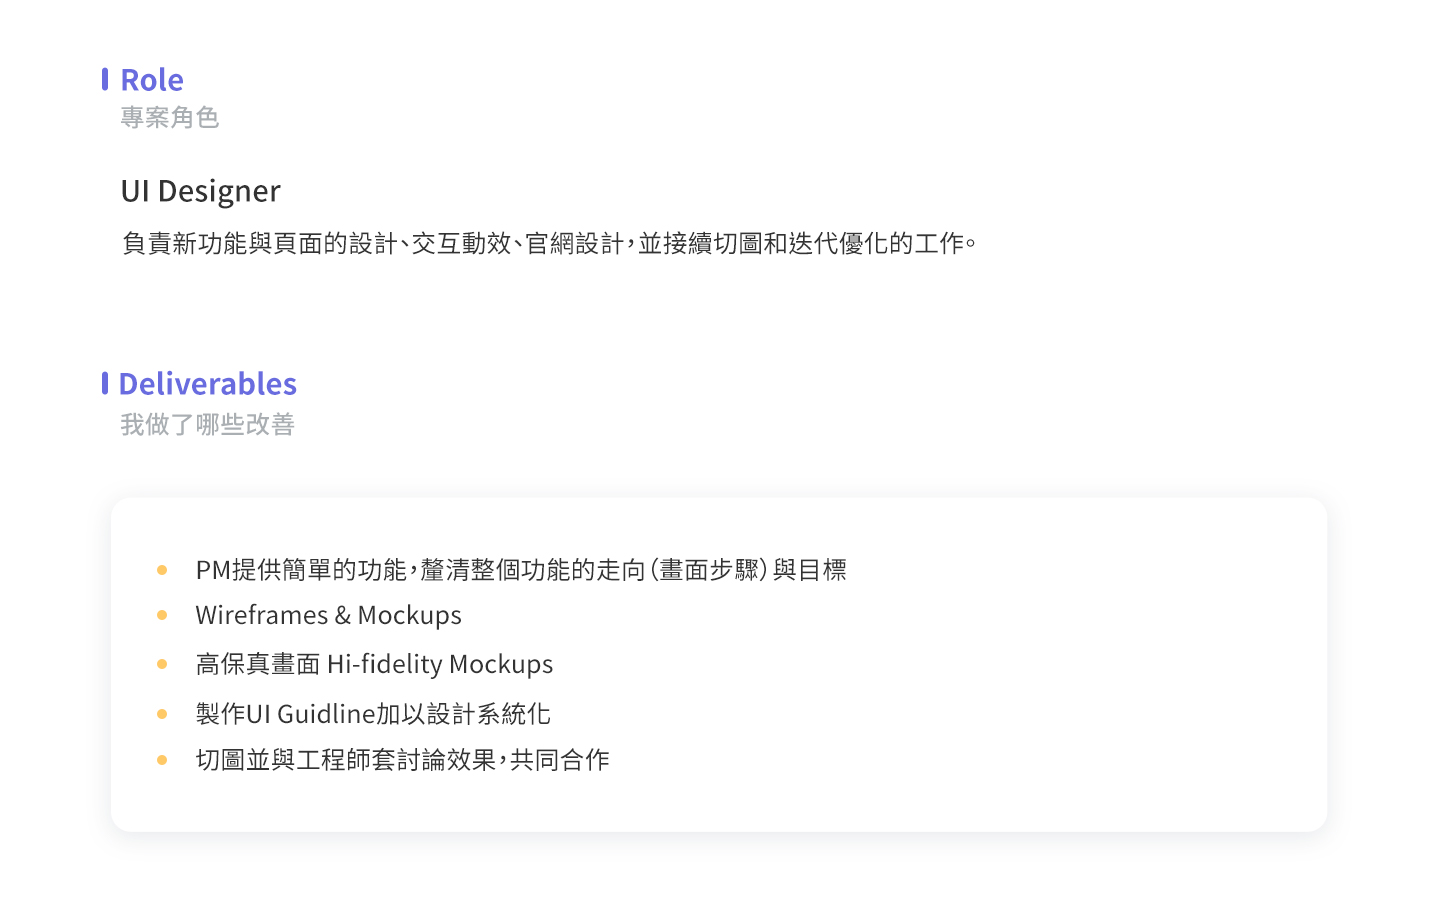 Role
專案角色
UI Designer
負責新功能與頁面的設計、交互動效、官網設計，並接續切圖和迭代優化的工作。
Deliverables
我做了哪些改善
PM提供簡單的功能，釐清整個功能的走向（畫面步驟）與目標
Wireframes & Mockups
高保真畫面 Hi-fidelity Mockups
製作UI Guidline加以設計系統化
切圖並與工程師套討論效果，共同合作